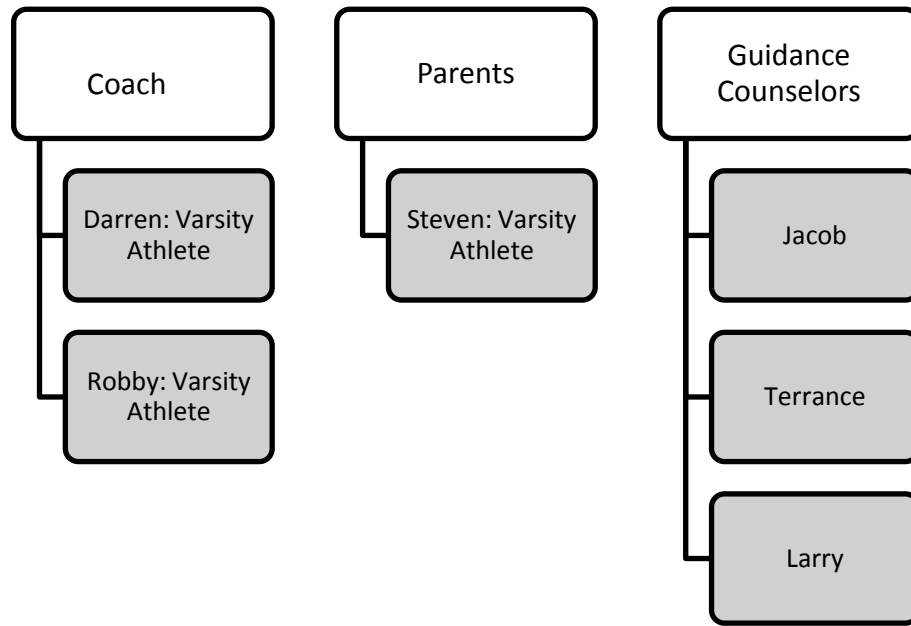 Coach
Darren: Varsity
Athlete
Robby: Varsity
Athlete
Parents
Steven: Varsity
Athlete
Guidance
Counselors
Jacob
Terrance
Larry